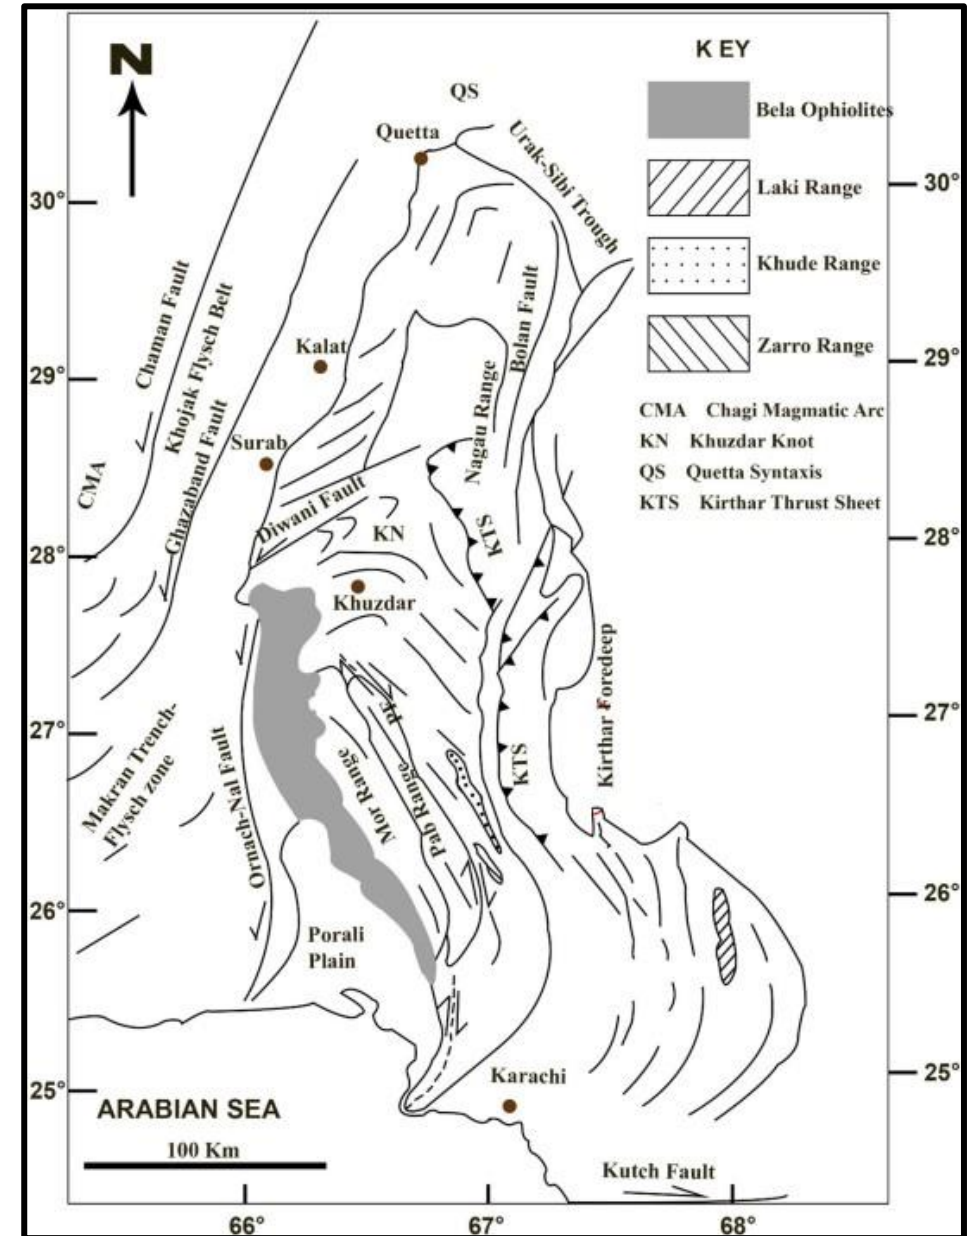 N
KEY
QS
Quetta
Urak-Sibi Trough
Bela Ophiolites
Laki Range
Khude Range
Zarro Range
CMA Chagi Magmatic Arc
KN Khuzdar Knot
QS Quetta Syntaxis
KTS Kirthar Thrust Sheet
30°
30°
29°
29°
28°
28°
27°
27°
26°
26°
25°
25°
Chaman Fault
Khojak Flysch Belt
Ghazaband Fault
Kalat
Bolan Fault
Nagau Range
Surab
CMA
Diwani Fault
KN
KTS
Khuzdar
Kirthar Foredeep
PF
Makran Trench-
Flysch zone
Ornach-Nal Fault
Mor Range
Pab Range
KTS
Porali
Plain
Karachi
ARABIAN SEA
100 Km
Kutch Fault
66°
67°
68°